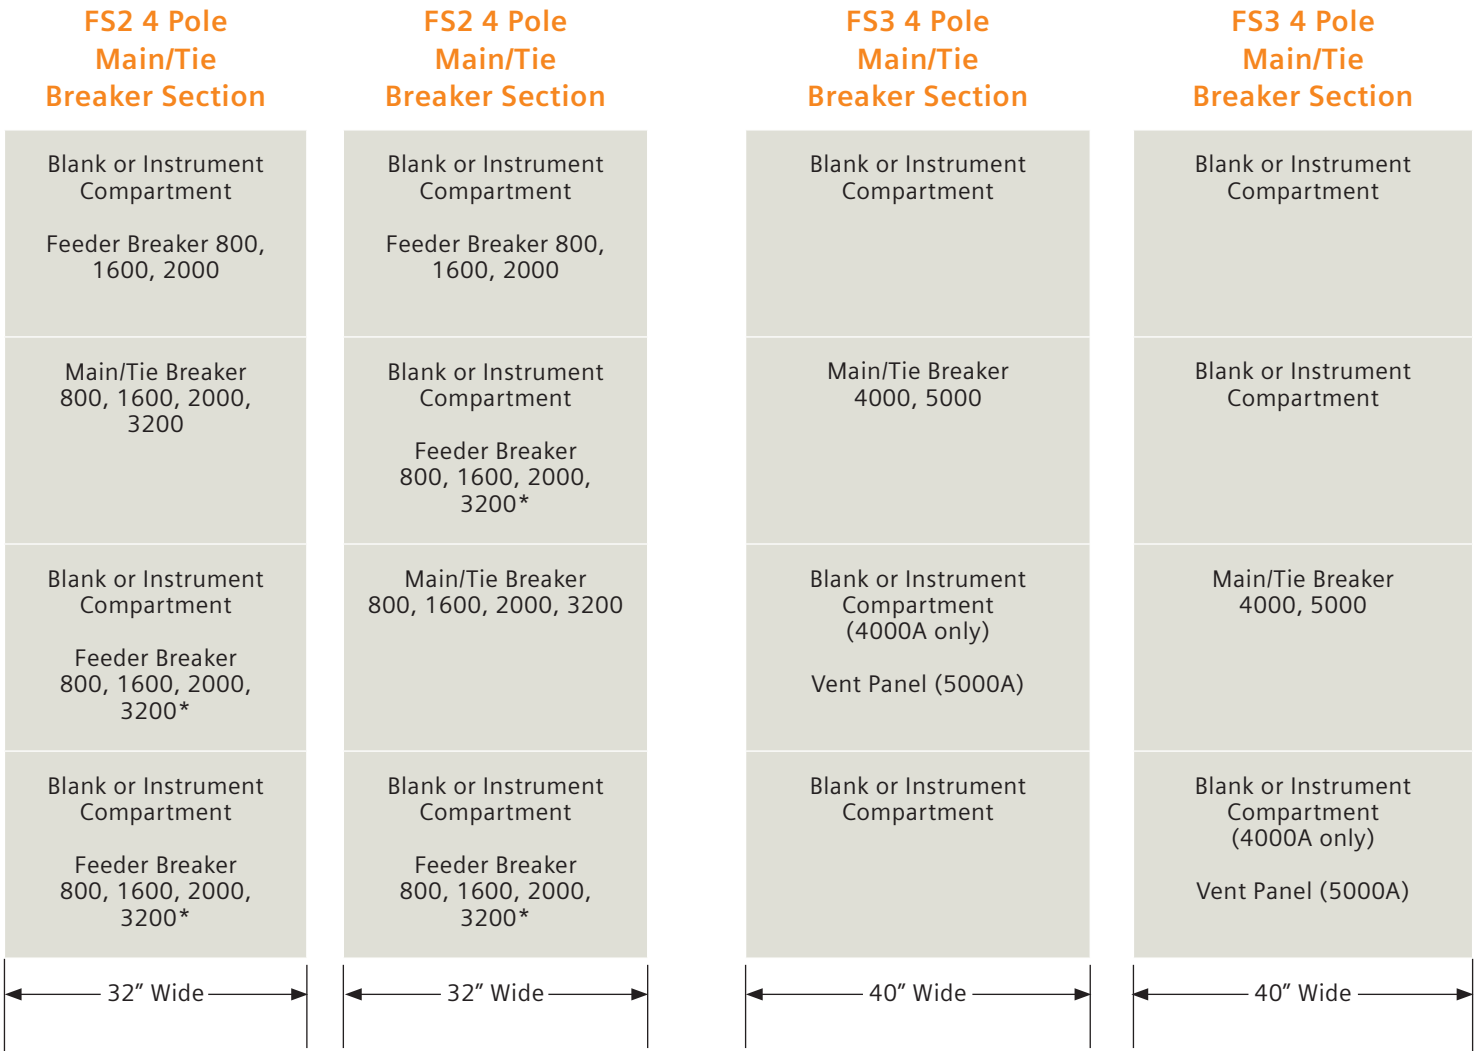 FS2 4 Pole
Main/Tie
Breaker Section
Blank or Instrument
Compartment
Feeder Breaker 800,
1600, 2000
Main/Tie Breaker
800, 1600, 2000,
3200
Blank or Instrument
Compartment
Feeder Breaker
800, 1600, 2000,
3200*
Blank or Instrument
Compartment
Feeder Breaker
800, 1600, 2000,
3200*
32″ Wide
FS2 4 Pole
Main/Tie
Breaker Section
Blank or Instrument
Compartment
Feeder Breaker 800,
1600, 2000
Blank or Instrument
Compartment
Feeder Breaker
800, 1600, 2000,
3200*
Main/Tie Breaker
800, 1600, 2000, 3200
Blank or Instrument
Compartment
Feeder Breaker
800, 1600, 2000,
3200*
32″ Wide
FS3 4 Pole
Main/Tie
Breaker Section
Blank or Instrument
Compartment
Main/Tie Breaker
4000, 5000
Blank or Instrument
Compartment
(4000A only)
Vent Panel (5000A)
Blank or Instrument
Compartment
40″ Wide
FS3 4 Pole
Main/Tie
Breaker Section
Blank or Instrument
Compartment
Blank or Instrument
Compartment
Main/Tie Breaker
4000, 5000
Blank or Instrument
Compartment
(4000A only)
Vent Panel (5000A)
40″ Wide